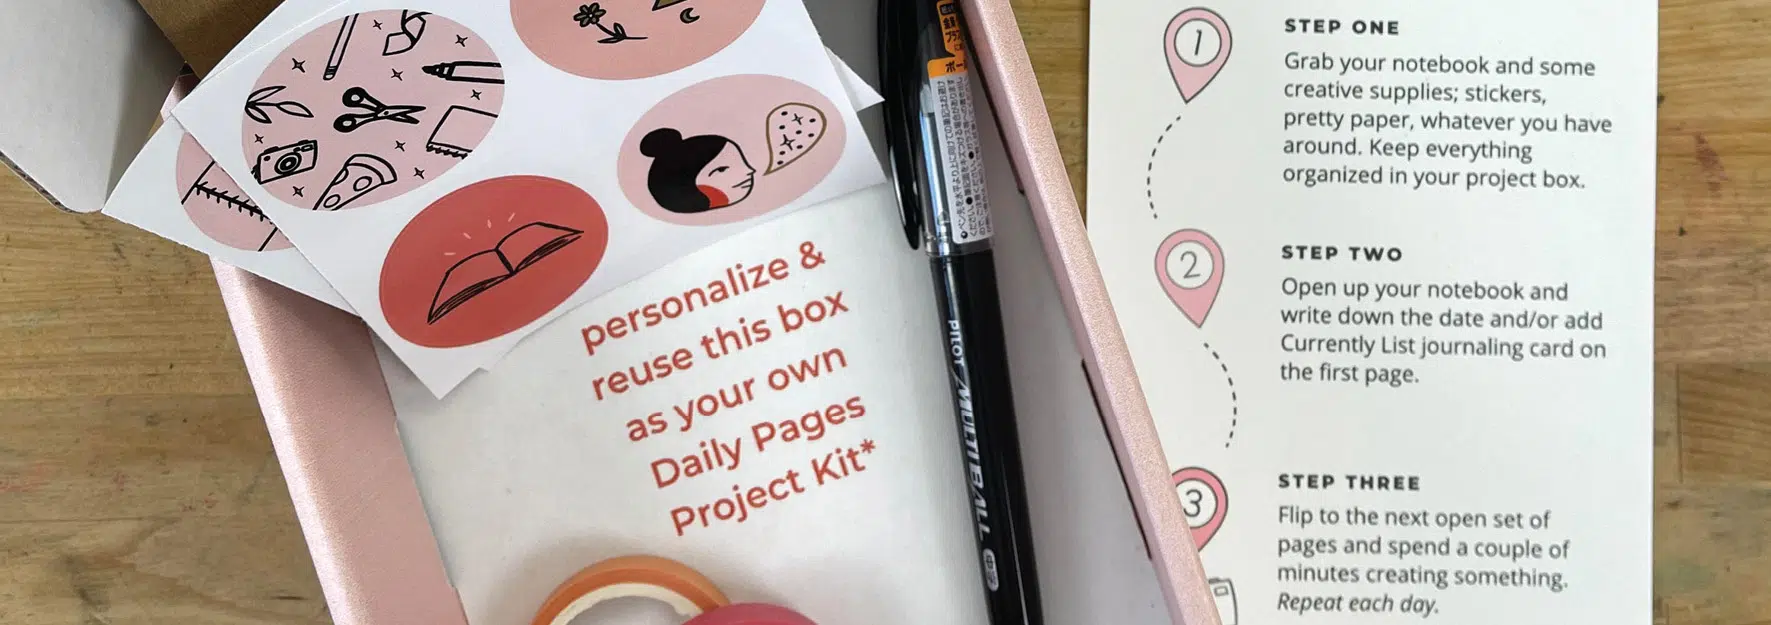 personalize &
reuse this box
as your own
Daily Pages
Project Kit*
PILOT MULTIBALL
1
STEP ONE
Grab your notebook and some
creative supplies; stickers,
pretty paper, whatever you have
around. Keep everything
organized in your project box.
2
STEP TWO
Open up your notebook and
write down the date and/or add
Currently List journaling card on
the first page.
3
STEP THREE
Flip to the next open set of
pages and spend a couple of
minutes creating something.
Repeat each day.